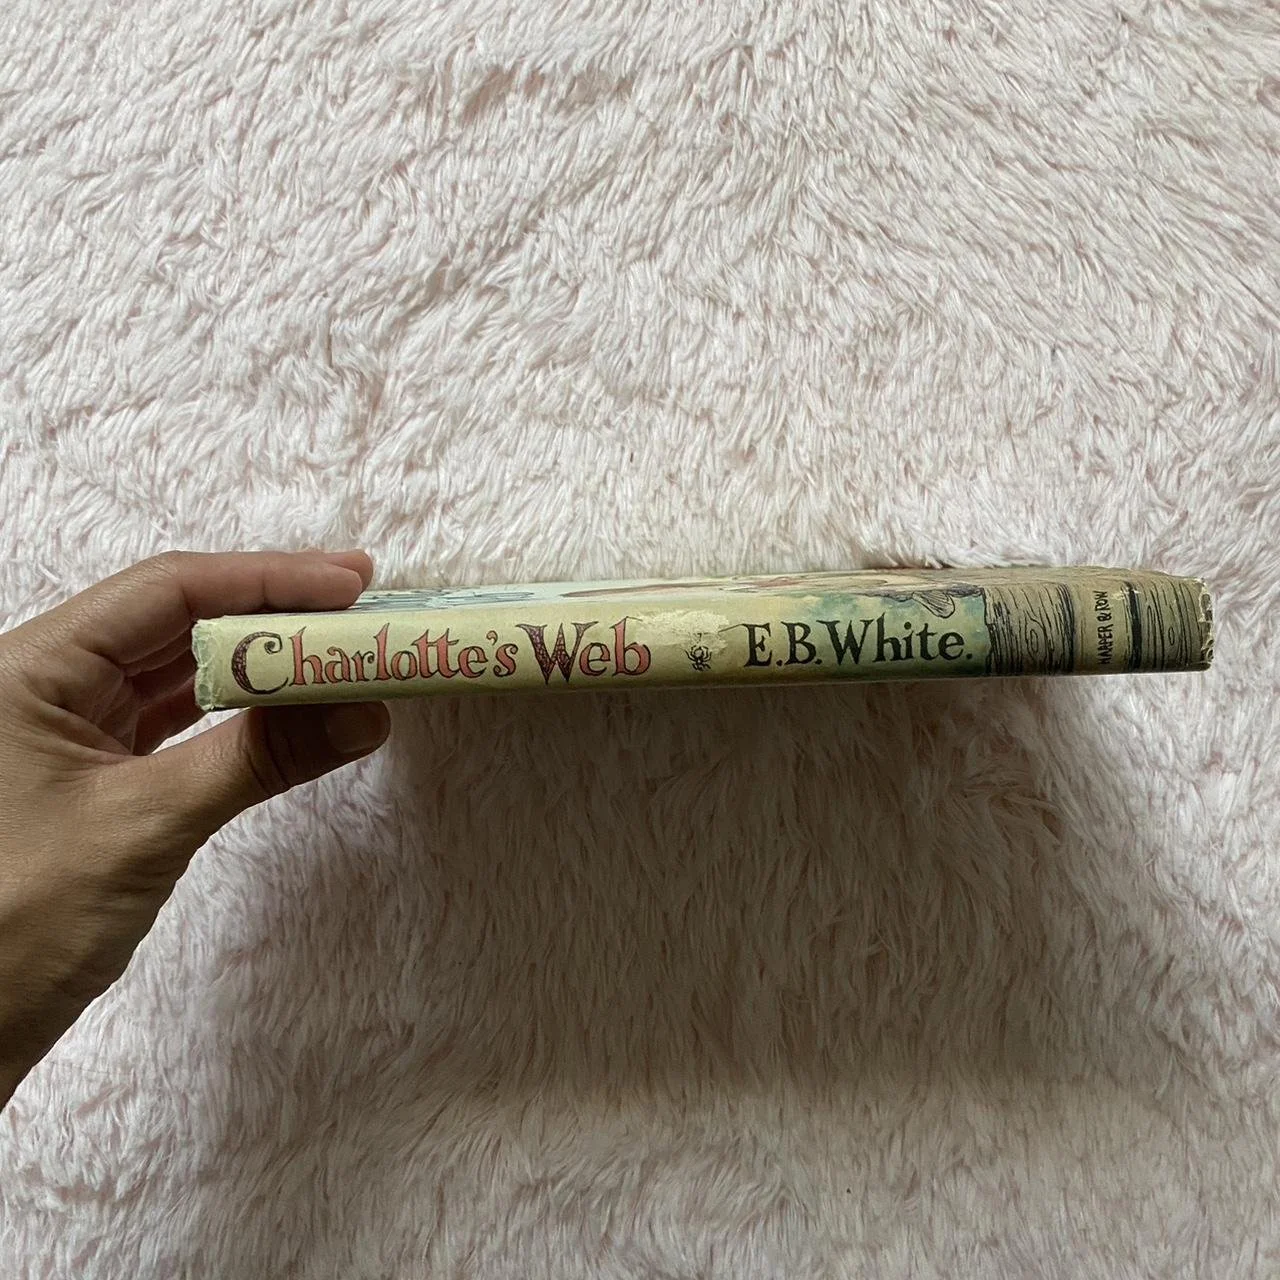 Charlotte's Web E.B. White.
HARPER & ROW